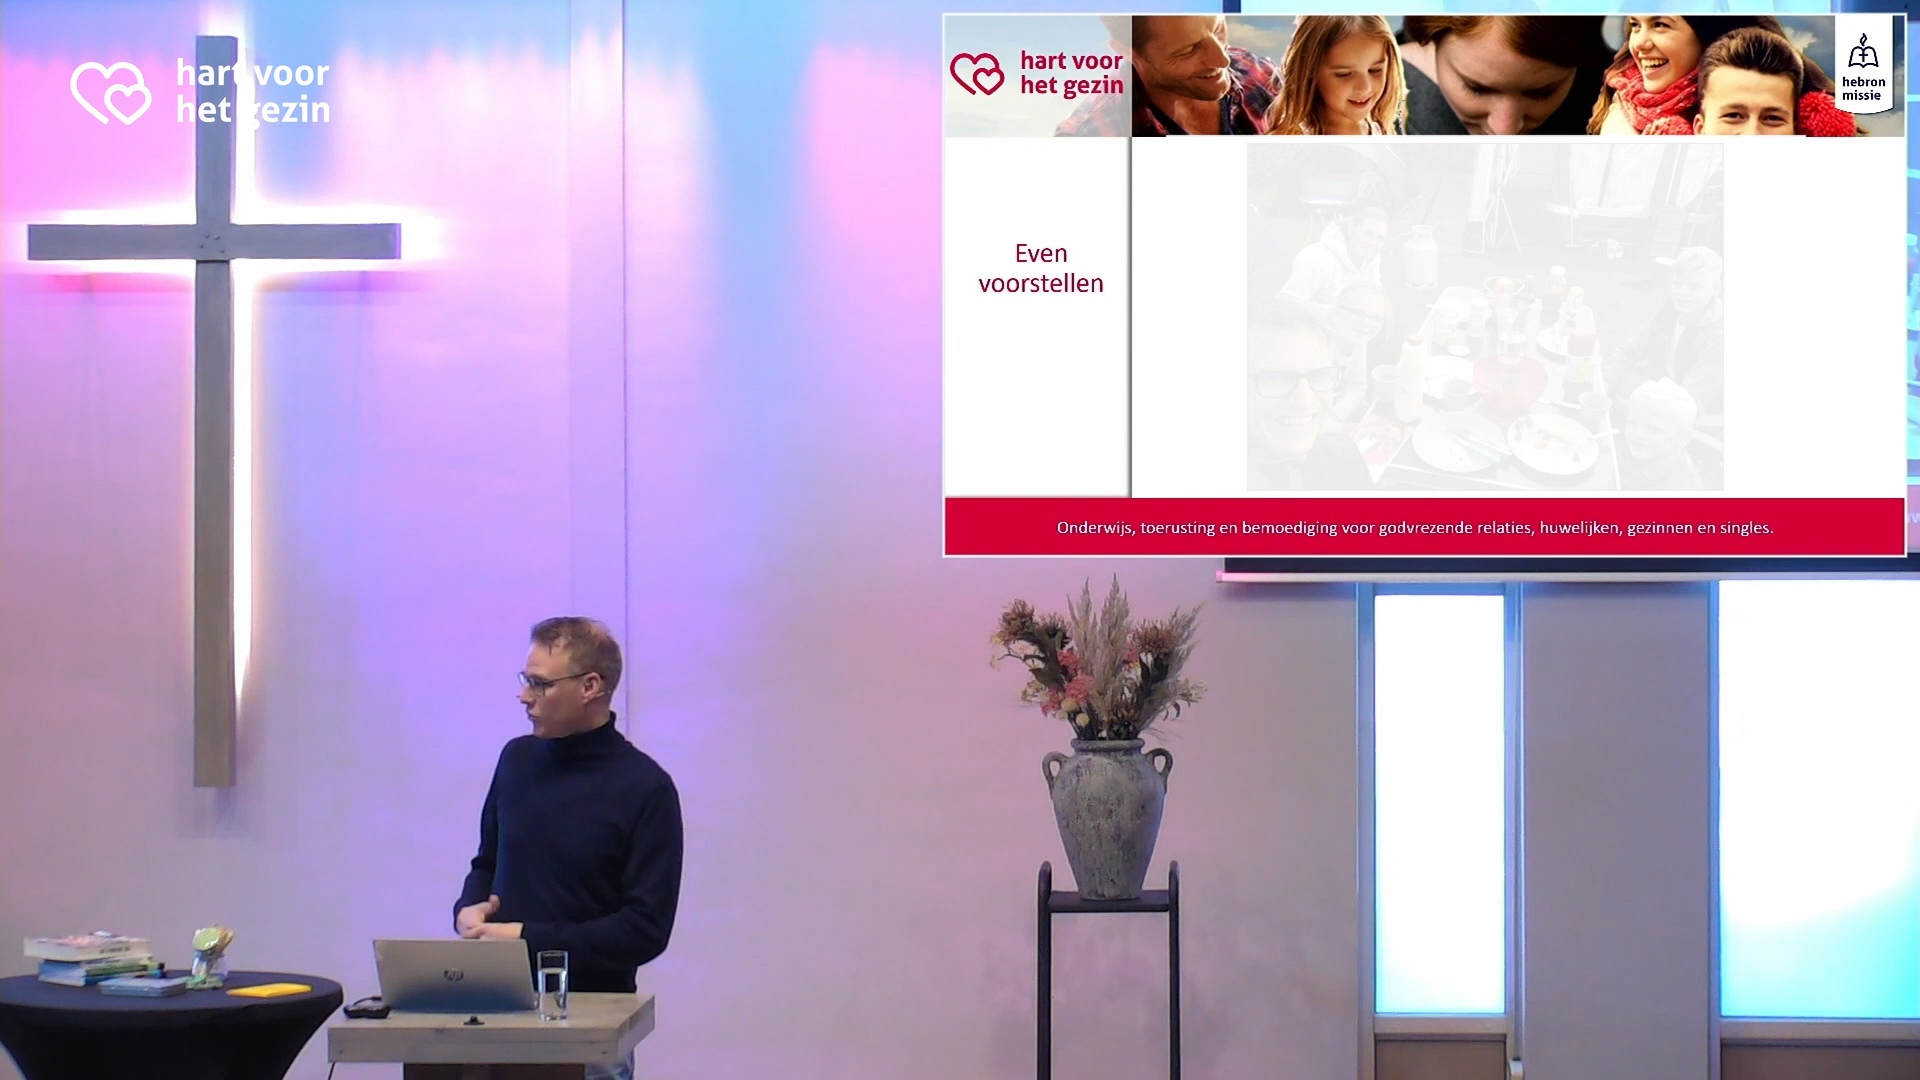 hart voor
het gezin
hart voor
het gezin
hebron
missie
Even
voorstellen
Onderwijs, toerusting en bemoediging voor godvrezende relaties, huwelijken, gezinnen en singles.
hp